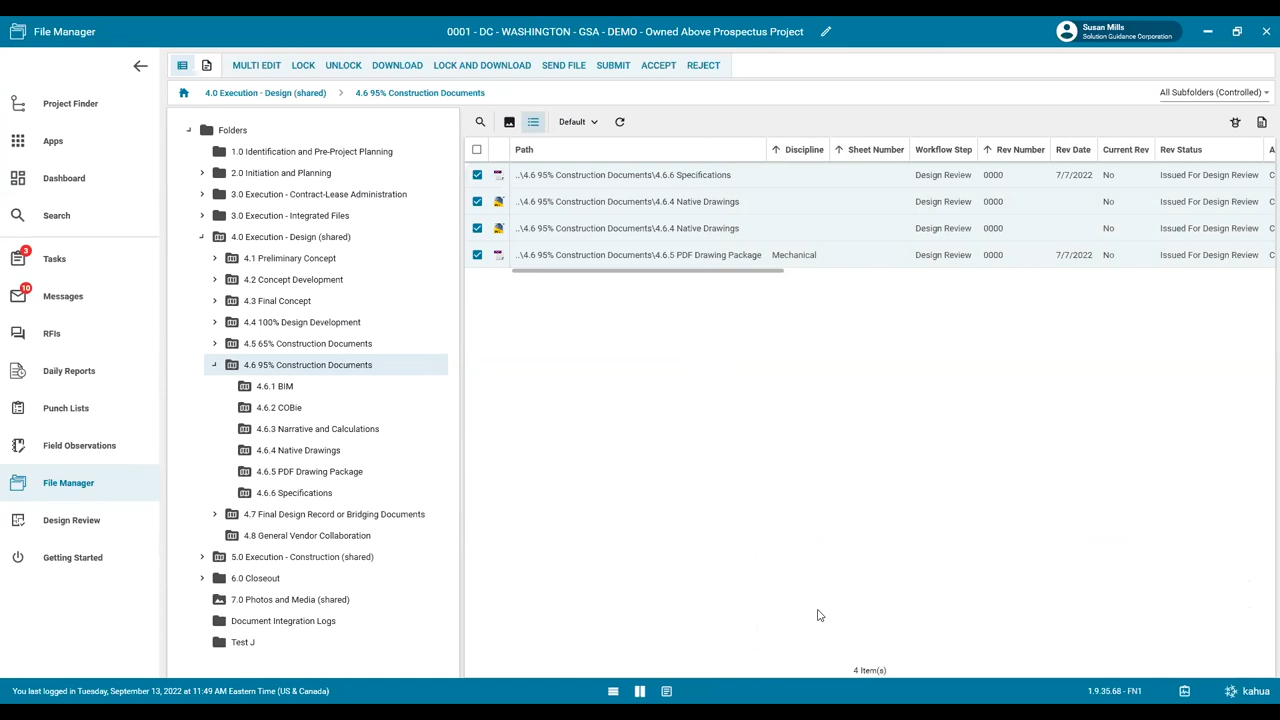 File Manager
0001 - DC - WASHINGTON - GSA - DEMO - Owned Above Prospectus Project
Susan Mills
Solution Guidance Corporation
MULTI EDIT LOCK UNLOCK DOWNLOAD LOCK AND DOWNLOAD SEND FILE SUBMIT ACCEPT REJECT
4.0 Execution - Design (shared) > 4.6 95% Construction Documents
All Subfolders (Controlled)
Project Finder
Apps
Dashboard
Search
Tasks 3
Messages 10
RFIs
Daily Reports
Punch Lists
Field Observations
File Manager
Design Review
Getting Started
Folders
1.0 Identification and Pre-Project Planning
2.0 Initiation and Planning
3.0 Execution - Contract-Lease Administration
3.0 Execution - Integrated Files
4.0 Execution - Design (shared)
4.1 Preliminary Concept
4.2 Concept Development
4.3 Final Concept
4.4 100% Design Development
4.5 65% Construction Documents
4.6 95% Construction Documents
4.6.1 BIM
4.6.2 COBie
4.6.3 Narrative and Calculations
4.6.4 Native Drawings
4.6.5 PDF Drawing Package
4.6.6 Specifications
4.7 Final Design Record or Bridging Documents
4.8 General Vendor Collaboration
5.0 Execution - Construction (shared)
6.0 Closeout
7.0 Photos and Media (shared)
Document Integration Logs
Test J
Default
Path Discipline Sheet Number Workflow Step Rev Number Rev Date Current Rev Rev Status A
..\4.6 95% Construction Documents\4.6.6 Specifications Design Review 0000 7/7/2022 No Issued For Design Review C
..\4.6 95% Construction Documents\4.6.4 Native Drawings Design Review 0000 No Issued For Design Review C
..\4.6 95% Construction Documents\4.6.4 Native Drawings Design Review 0000 No Issued For Design Review C
..\4.6 95% Construction Documents\4.6.5 PDF Drawing Package Mechanical Design Review 0000 7/7/2022 No Issued For Design Review C
4 Item(s)
You last logged in Tuesday, September 13, 2022 at 11:49 AM Eastern Time (US & Canada)
1.9.35.68 - FN1
kahua